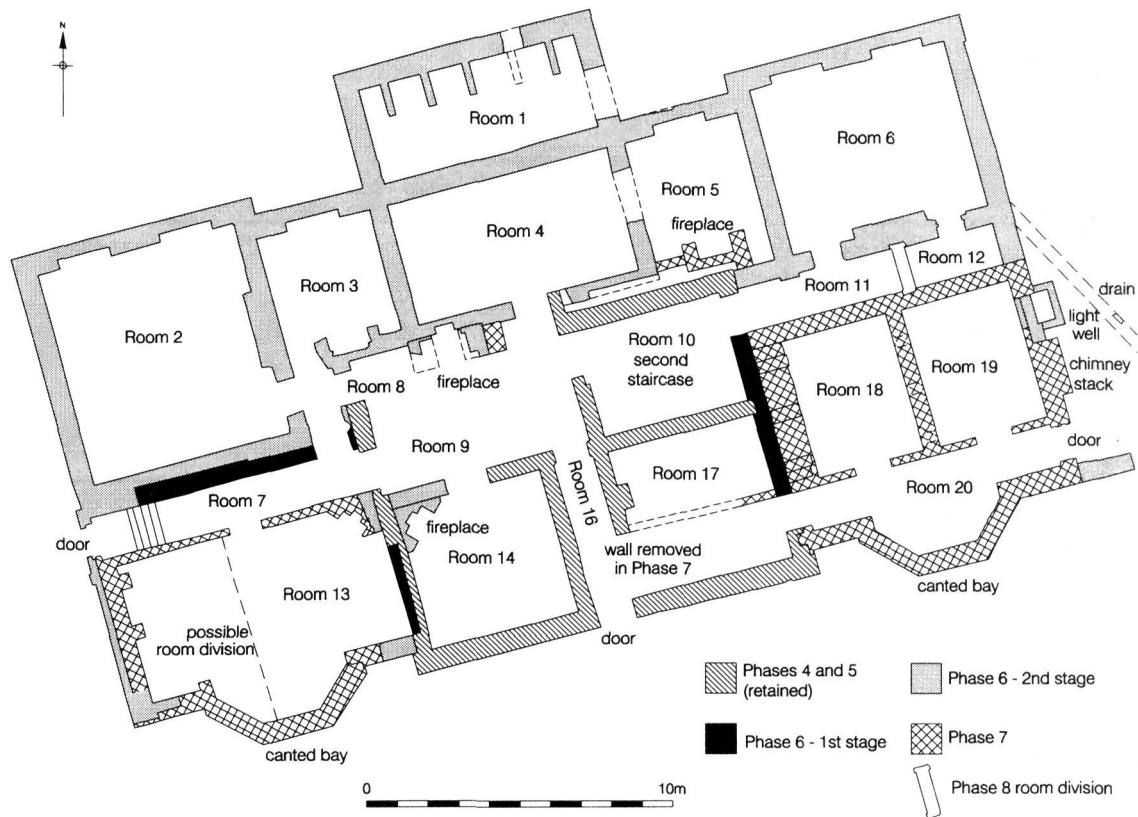 N
Room 1
Room 6
Room 5
fireplace
Room 4
Room 3
Room 2
Room 12
Room 11
drain
light
well
chimney
stack
Room 10
second
staircase
Room 19
Room 18
Room 8
fireplace
Room 9
Room 17
door
Room 7
Room 16
Room 20
door
fireplace
Room 14
wall removed
in Phase 7
canted bay
Room 13
possible
room division
door
canted bay
Phases 4 and 5
(retained)
Phase 6 - 2nd stage
Phase 6 - 1st stage
Phase 7
Phase 8 room division
0
10m